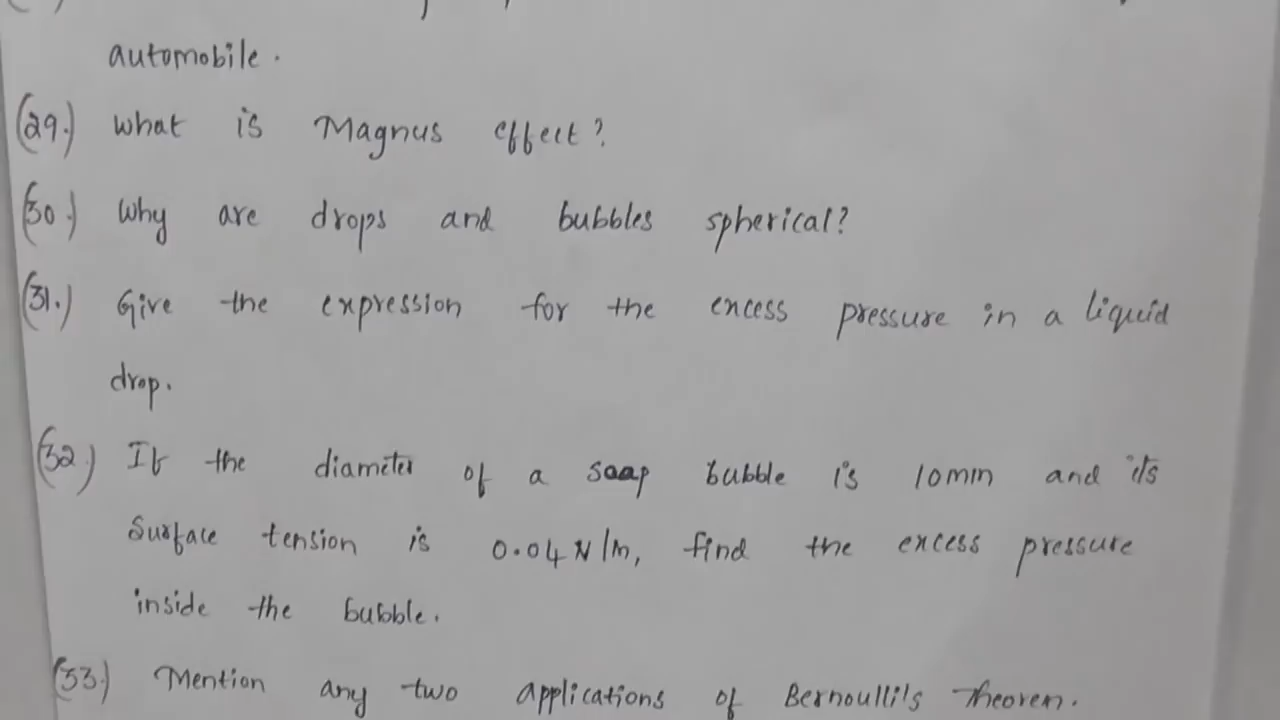 automobile.
(29.) What is Magnus effect?
(30.) Why are drops and bubbles spherical?
(31.) Give the expression for the excess pressure in a liquid
drop.
(32.) If the diameter of a soap bubble is 10mm and its
surface tension is 0.04 N/m, find the excess pressure
inside the bubble.
(33.) Mention any two applications of Bernoulli's Theorem.